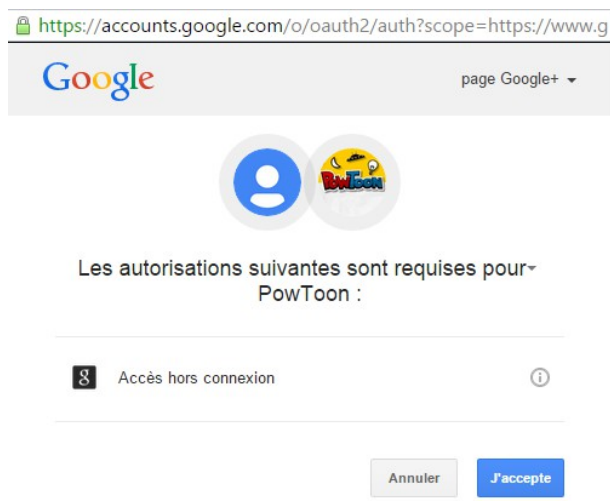 https://accounts.google.com/o/oauth2/auth?scope=https://www.g
Google
page Google+
PowToon
Les autorisations suivantes sont requises pour
PowToon :
8 Accès hors connexion
Annuler
J'accepte